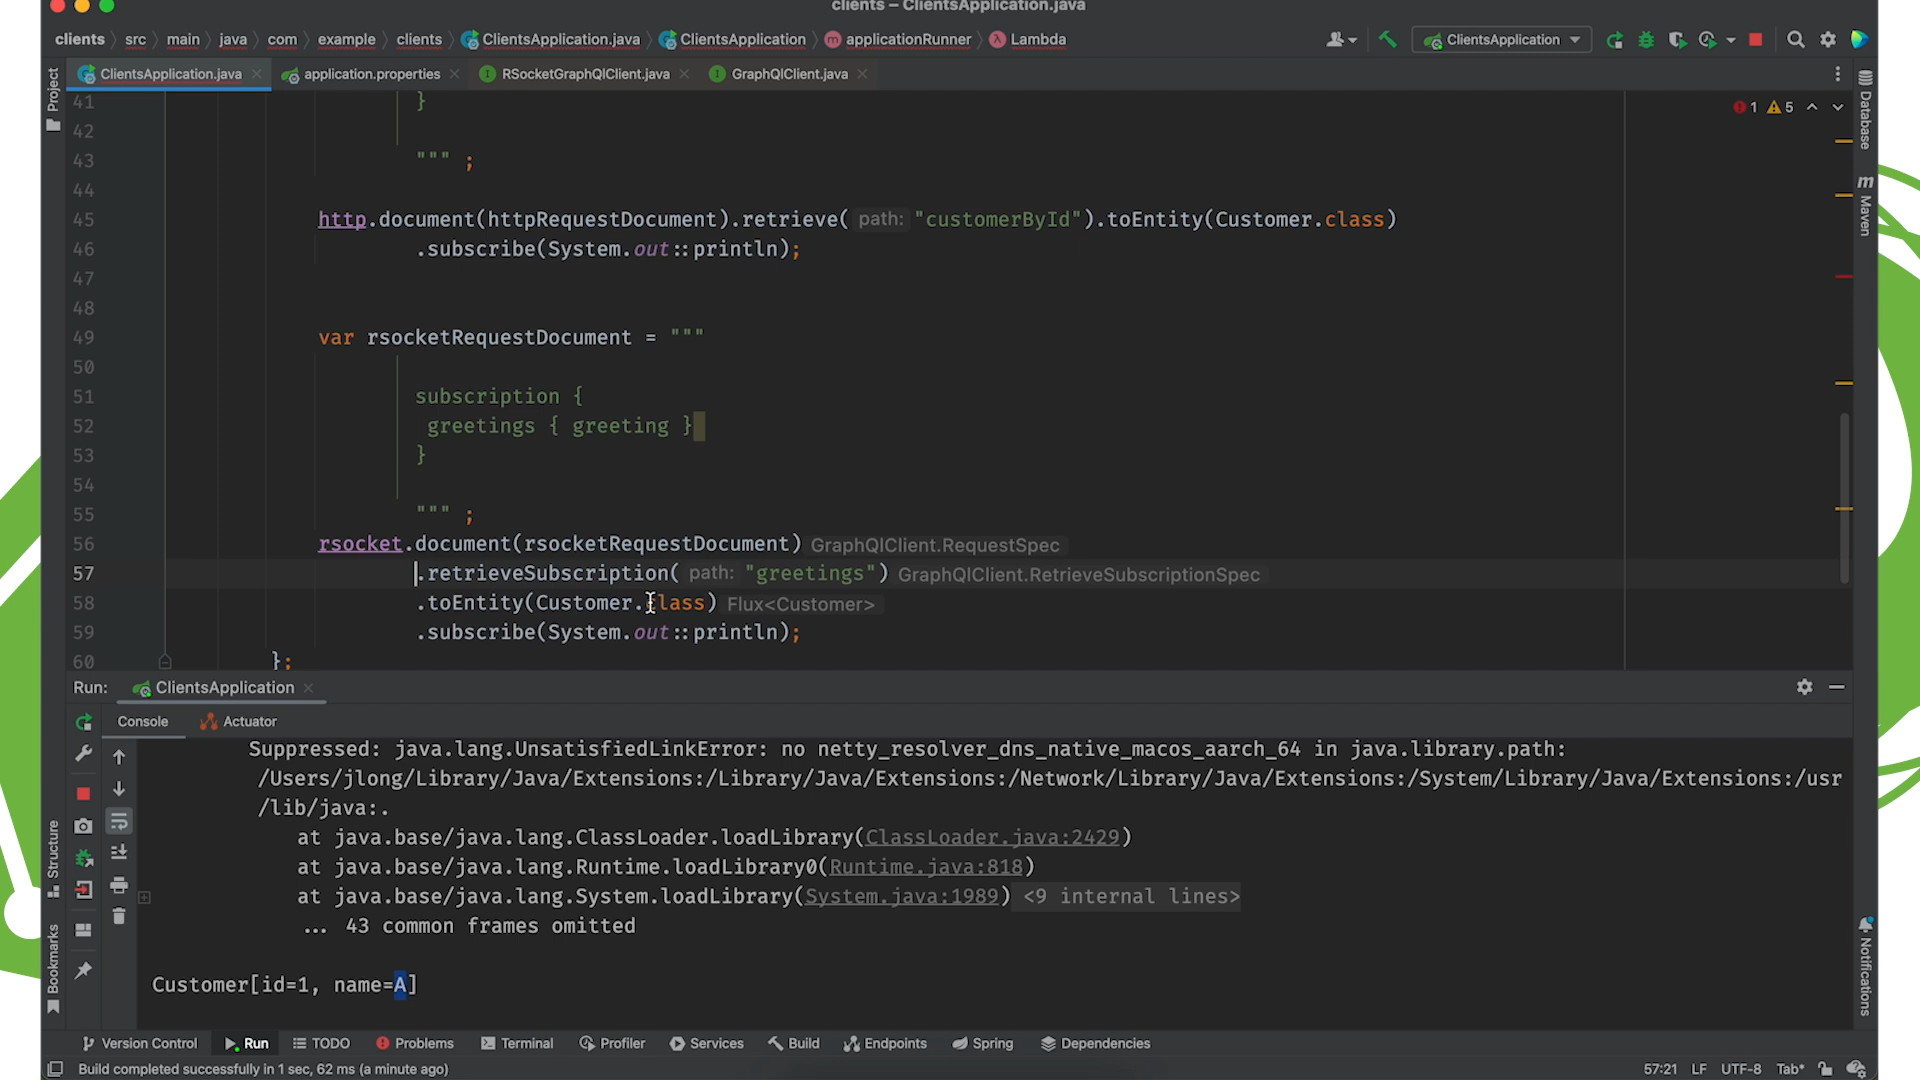 clients – ClientsApplication.java
clients src main java com example clients ClientsApplication.java ClientsApplication applicationRunner Lambda ClientsApplication
Project
ClientsApplication.java application.properties RSocketGraphQlClient.java GraphQlClient.java
Database
Maven
1 5
41 }
42
43 """ ;
44
45 http.document(httpRequestDocument).retrieve( path: "customerById").toEntity(Customer.class)
46 .subscribe(System.out::println);
47
48
49 var rsocketRequestDocument = """
50
51 subscription {
52 greetings { greeting }
53 }
54
55 """ ;
56 rsocket.document(rsocketRequestDocument) GraphQlClient.RequestSpec
57 .retrieveSubscription( path: "greetings") GraphQlClient.RetrieveSubscriptionSpec
58 .toEntity(Customer.class) Flux<Customer>
59 .subscribe(System.out::println);
60 };
Run: ClientsApplication
Console Actuator
Suppressed: java.lang.UnsatisfiedLinkError: no netty_resolver_dns_native_macos_aarch_64 in java.library.path:
/Users/jlong/Library/Java/Extensions:/Library/Java/Extensions:/Network/Library/Java/Extensions:/System/Library/Java/Extensions:/usr
/lib/java:.
at java.base/java.lang.ClassLoader.loadLibrary(ClassLoader.java:2429)
at java.base/java.lang.Runtime.loadLibrary0(Runtime.java:818)
at java.base/java.lang.System.loadLibrary(System.java:1989) <9 internal lines>
... 43 common frames omitted
Customer[id=1, name=A]
Structure
Bookmarks
Notifications
Version Control Run TODO Problems Terminal Profiler Services Build Endpoints Spring Dependencies
Build completed successfully in 1 sec, 62 ms (a minute ago) 57:21 LF UTF-8 Tab*